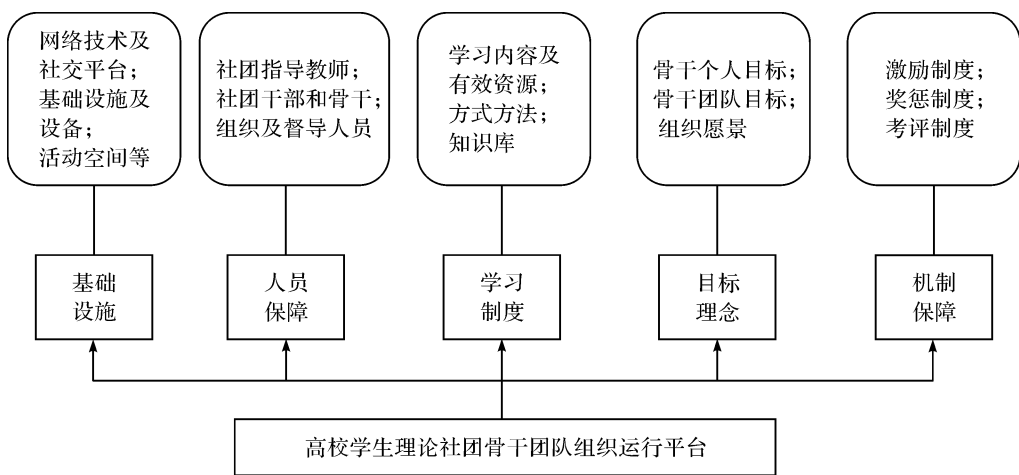 网络技术及
社交平台；
基础设施及
设备；
活动空间等
社团指导教师；
社团干部和骨干；
组织及督导人员
学习内容及
有效资源；
方式方法；
知识库
骨干个人目标；
骨干团队目标；
组织愿景
激励制度；
奖惩制度；
考评制度
基础
设施
人员
保障
学习
制度
目标
理念
机制
保障
高校学生理论社团骨干团队组织运行平台